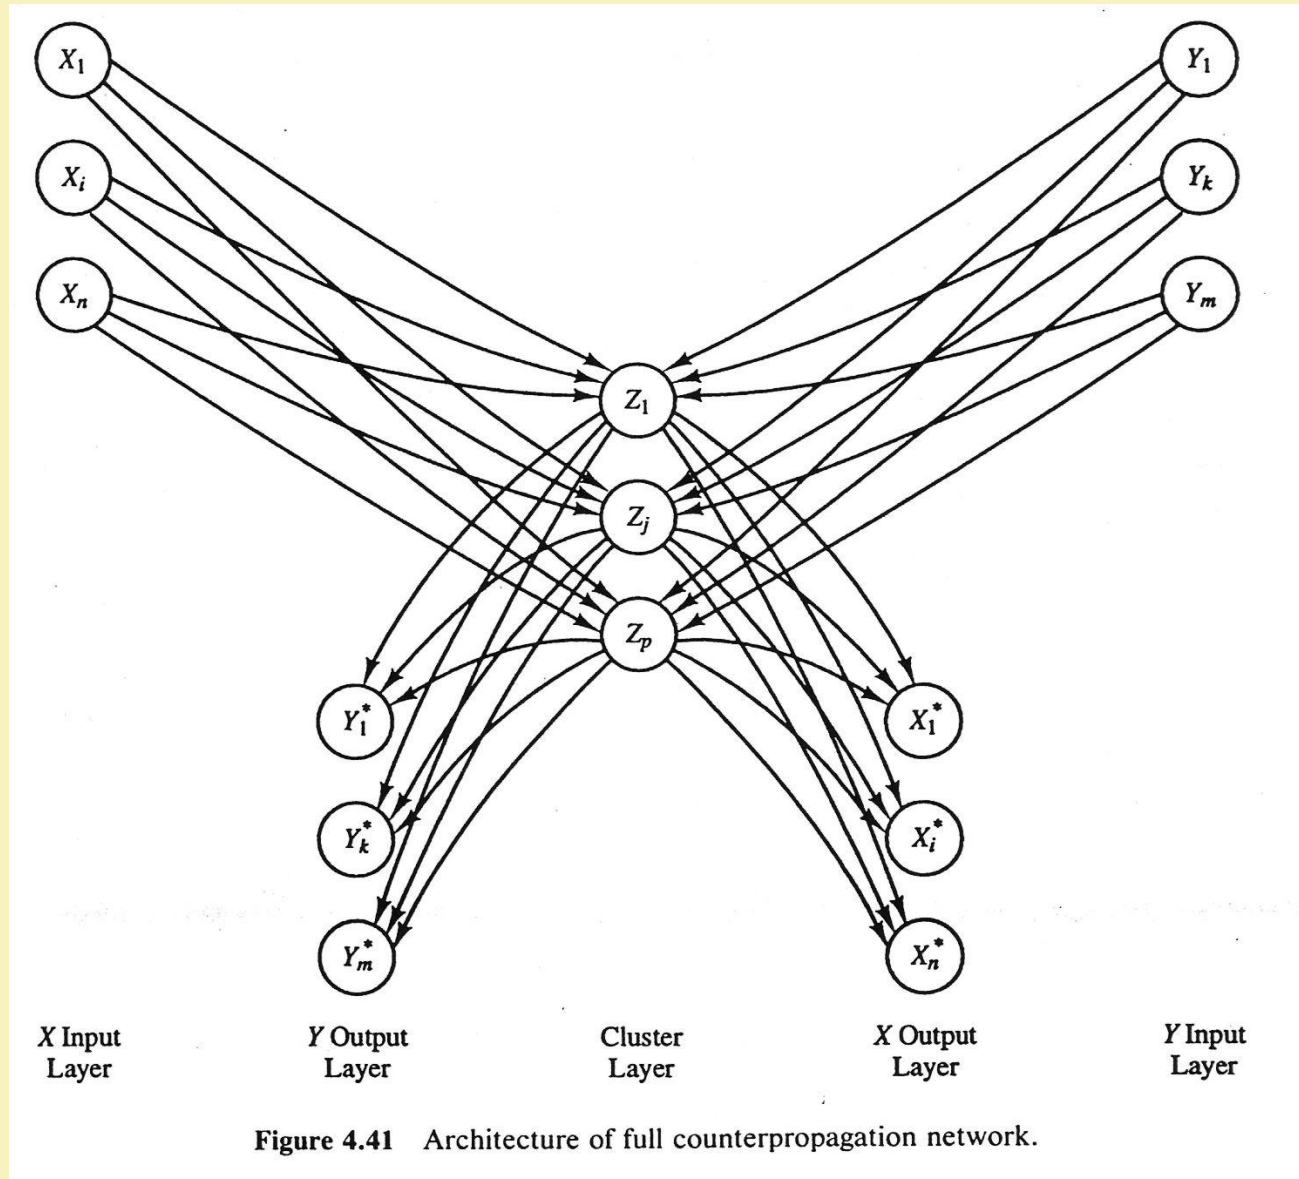 X₁
Y₁
Xᵢ
Yₖ
Xₙ
Yₘ
Z₁
Zⱼ
Zₚ
Y₁*
X₁*
Yₖ*
Xᵢ*
Yₘ*
Xₙ*
X Input
Layer
Y Output
Layer
Cluster
Layer
X Output
Layer
Y Input
Layer
Figure 4.41 Architecture of full counterpropagation network.